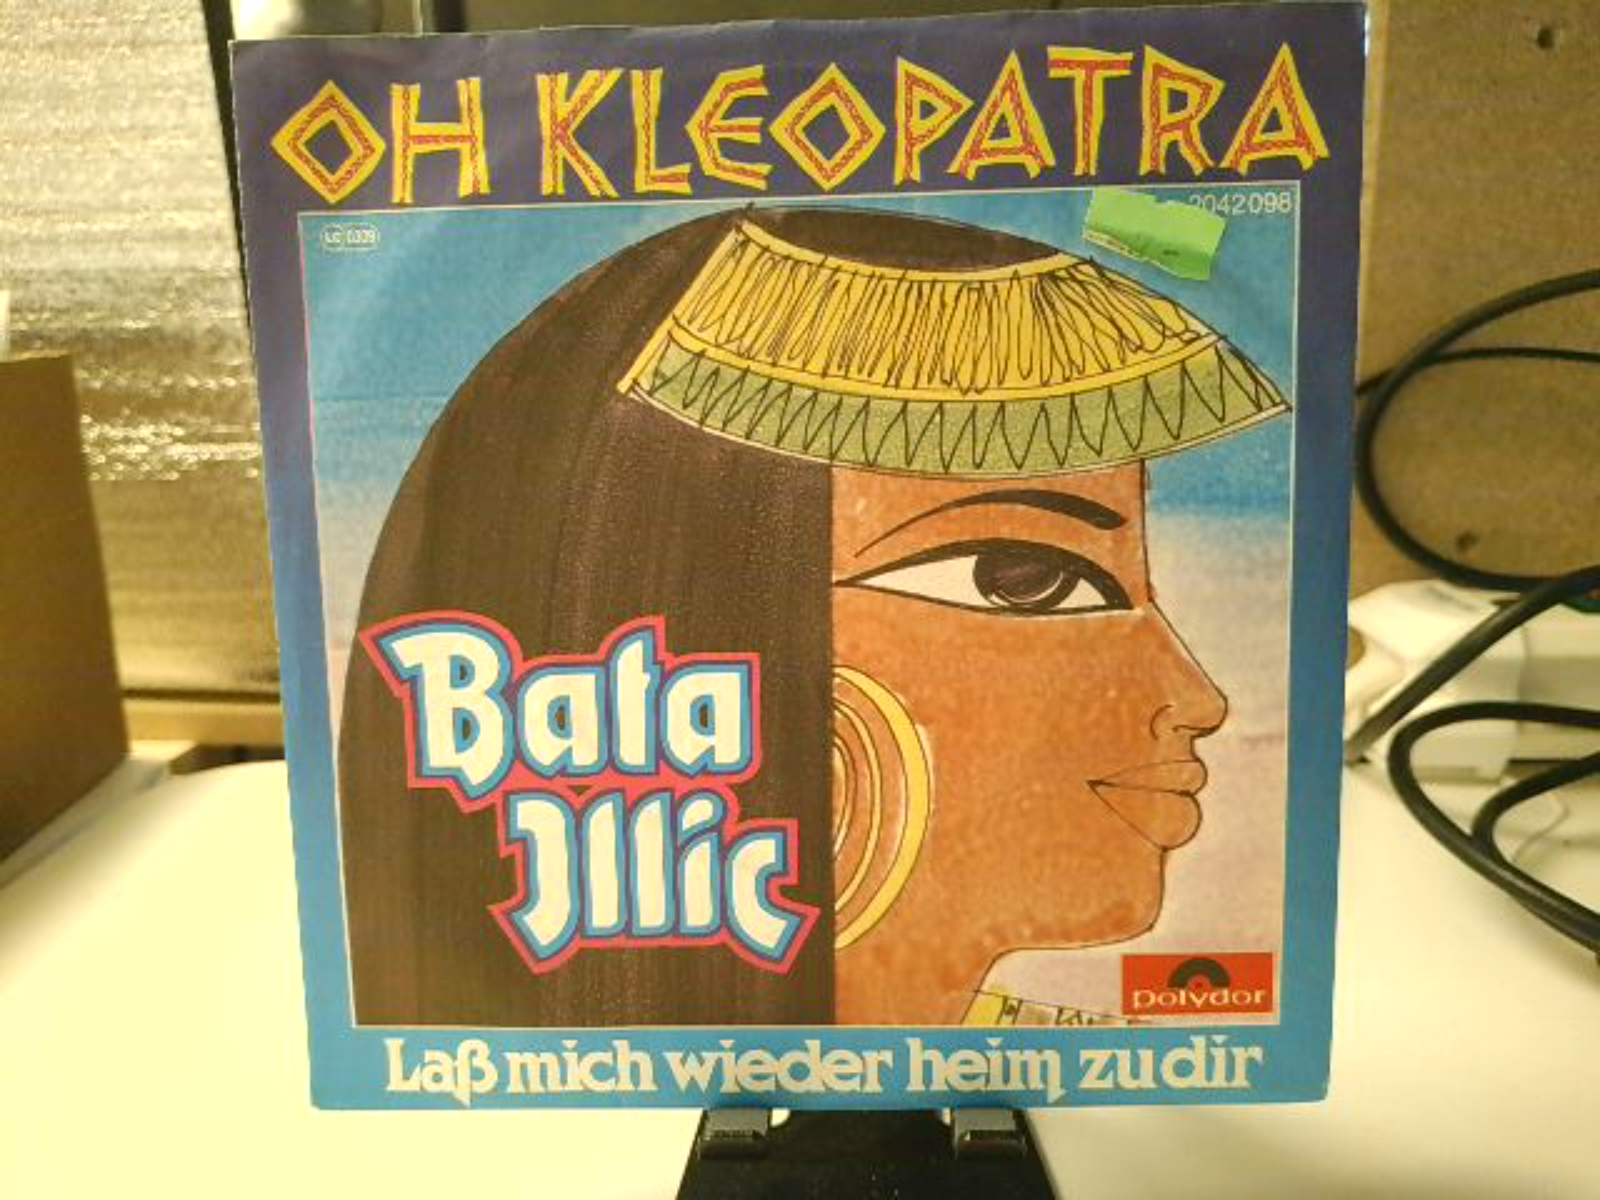 OH KLEOPATRA
LC 0309
2042 098
Bata
Illic
polydor
Laß mich wieder heim zu dir